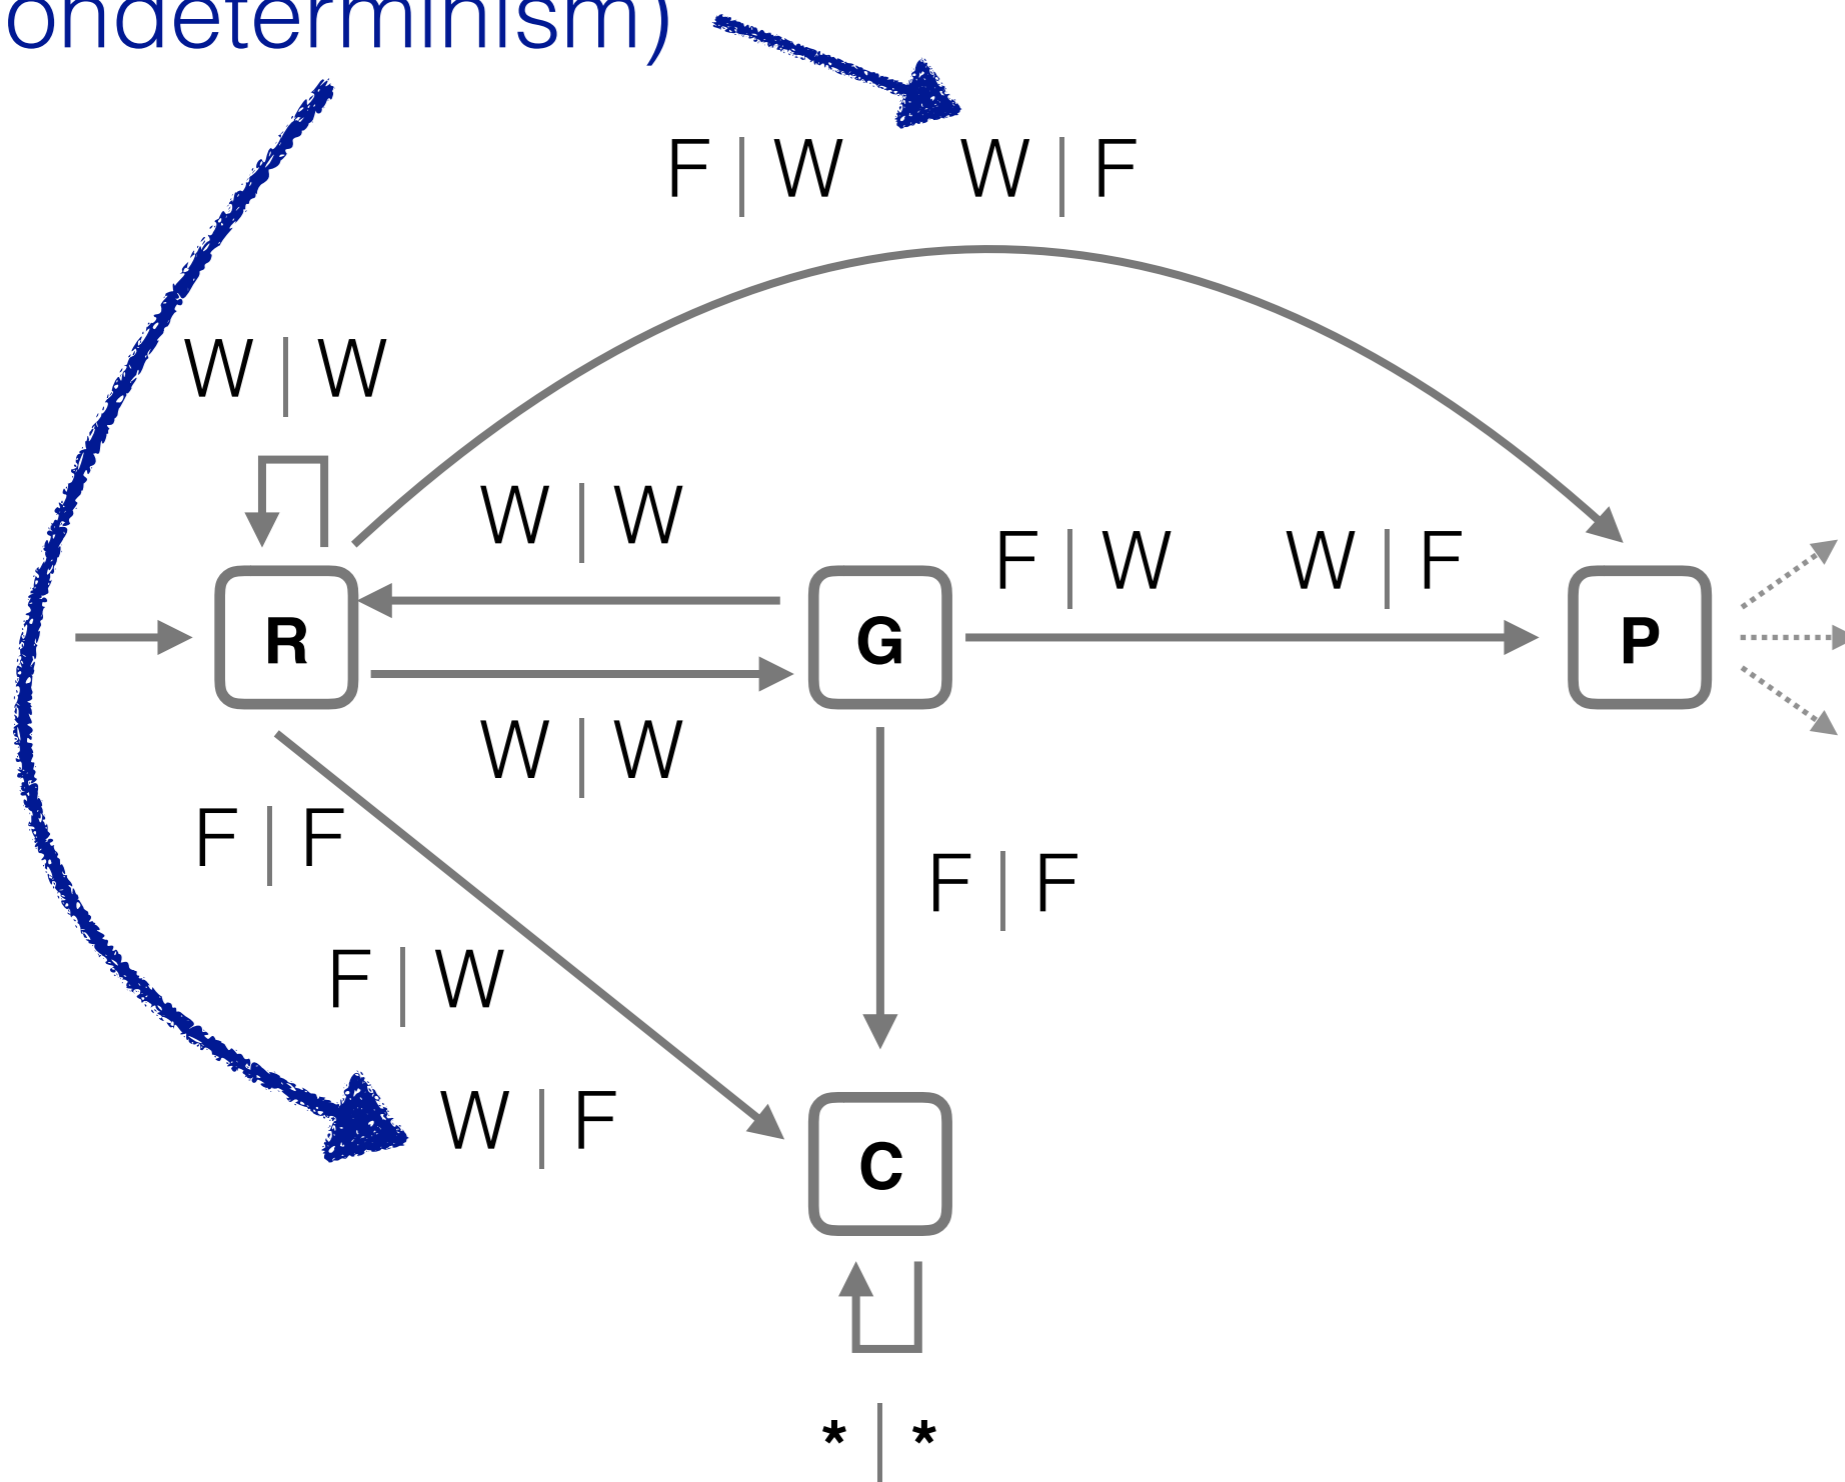 ondeterminism)
F | W W | F
W | W
W | W
F | W W | F
R
G
P
W | W
F | F
F | F
F | W
W | F
C
* | *